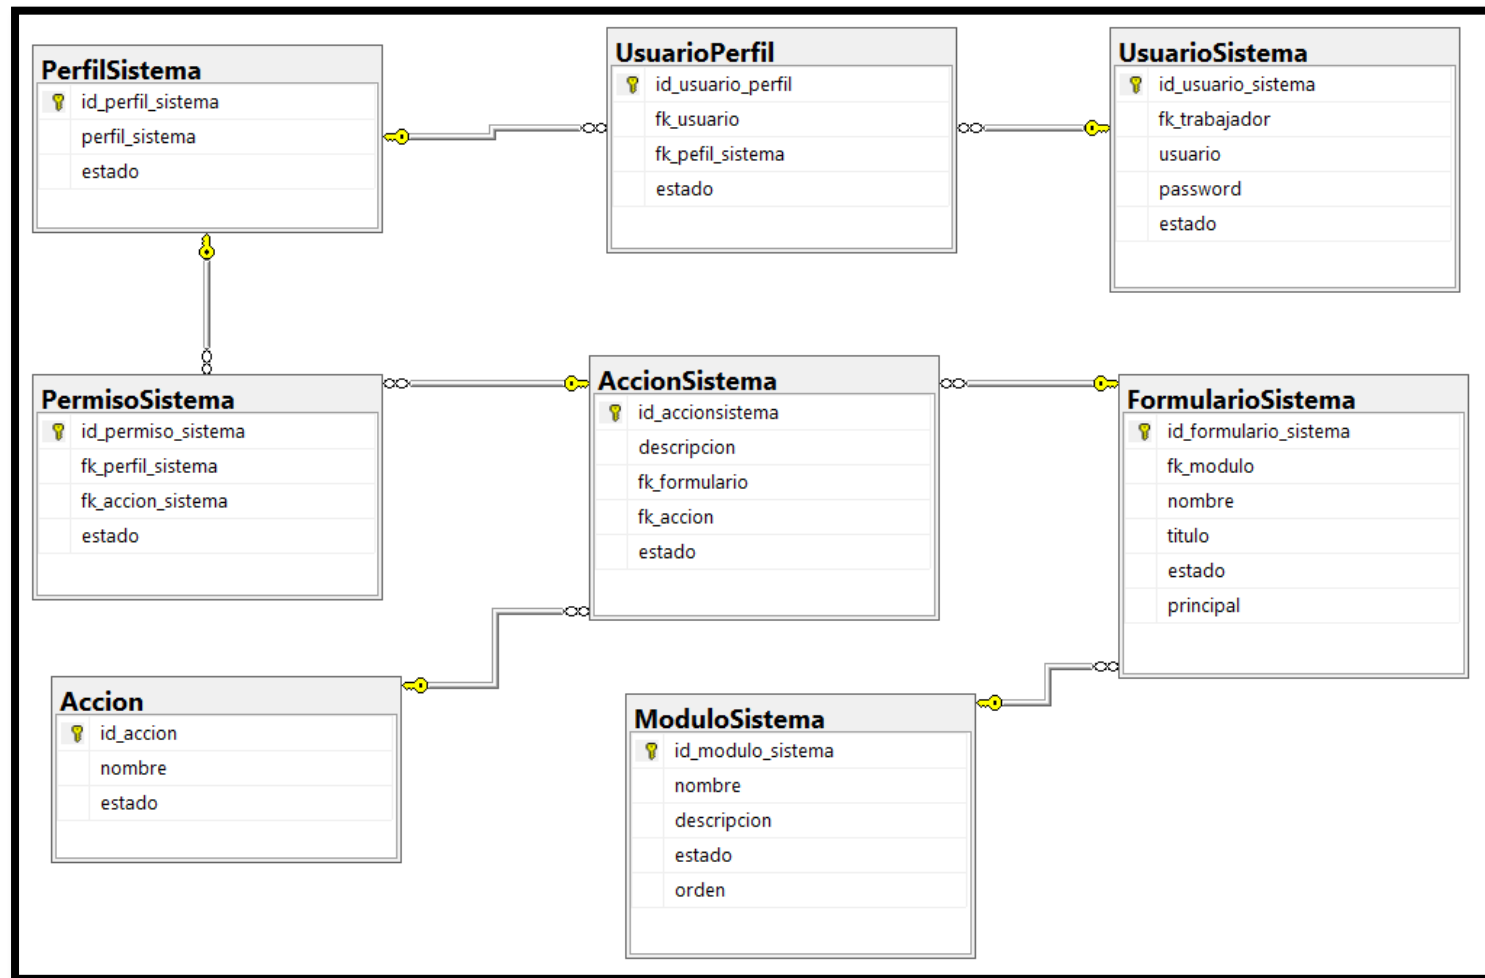 PerfilSistema
id_perfil_sistema
perfil_sistema
estado
UsuarioPerfil
id_usuario_perfil
fk_usuario
fk_pefil_sistema
estado
UsuarioSistema
id_usuario_sistema
fk_trabajador
usuario
password
estado
PermisoSistema
id_permiso_sistema
fk_perfil_sistema
fk_accion_sistema
estado
AccionSistema
id_accionsistema
descripcion
fk_formulario
fk_accion
estado
FormularioSistema
id_formulario_sistema
fk_modulo
nombre
titulo
estado
principal
Accion
id_accion
nombre
estado
ModuloSistema
id_modulo_sistema
nombre
descripcion
estado
orden